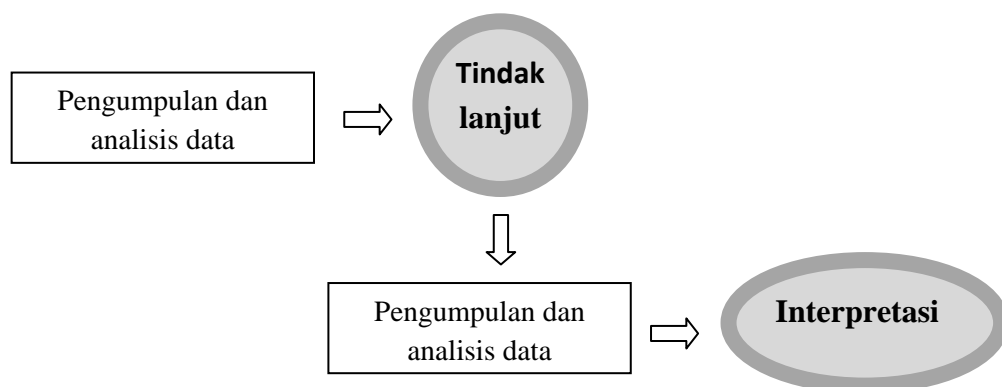 Pengumpulan dan
analisis data
Tindak
lanjut
Pengumpulan dan
analisis data
Interpretasi